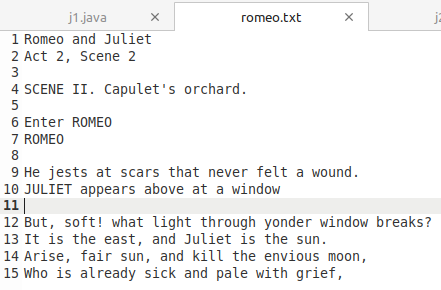 j1.java × romeo.txt × j2
1 Romeo and Juliet
2 Act 2, Scene 2
3
4 SCENE II. Capulet's orchard.
5
6 Enter ROMEO
7 ROMEO
8
9 He jests at scars that never felt a wound.
10 JULIET appears above at a window
11
12 But, soft! what light through yonder window breaks?
13 It is the east, and Juliet is the sun.
14 Arise, fair sun, and kill the envious moon,
15 Who is already sick and pale with grief,